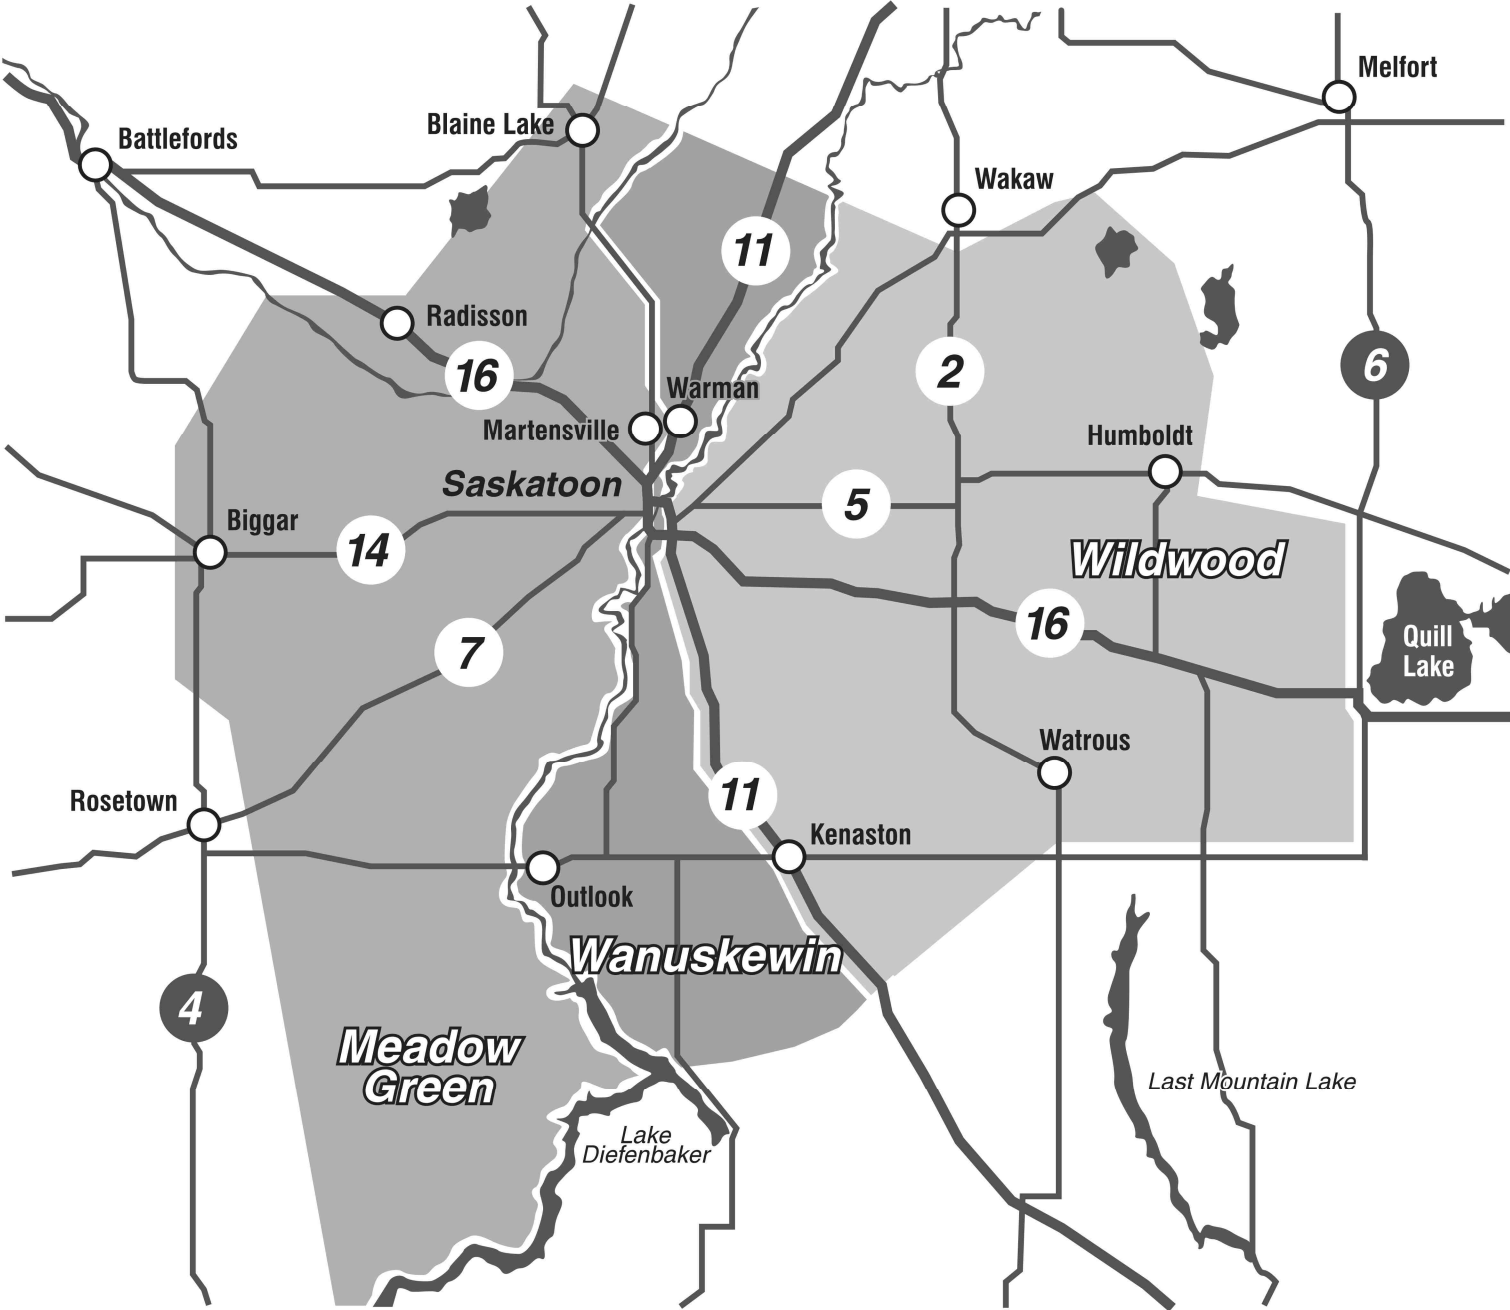 Melfort
Blaine Lake
Battlefords
Wakaw
11
Radisson
16
2
6
Warman
Martensville
Humboldt
Saskatoon
5
Biggar
14
Wildwood
16
7
Quill
Lake
Watrous
11
Rosetown
Kenaston
Outlook
Wanuskewin
4
Meadow
Green
Last Mountain Lake
Lake
Diefenbaker